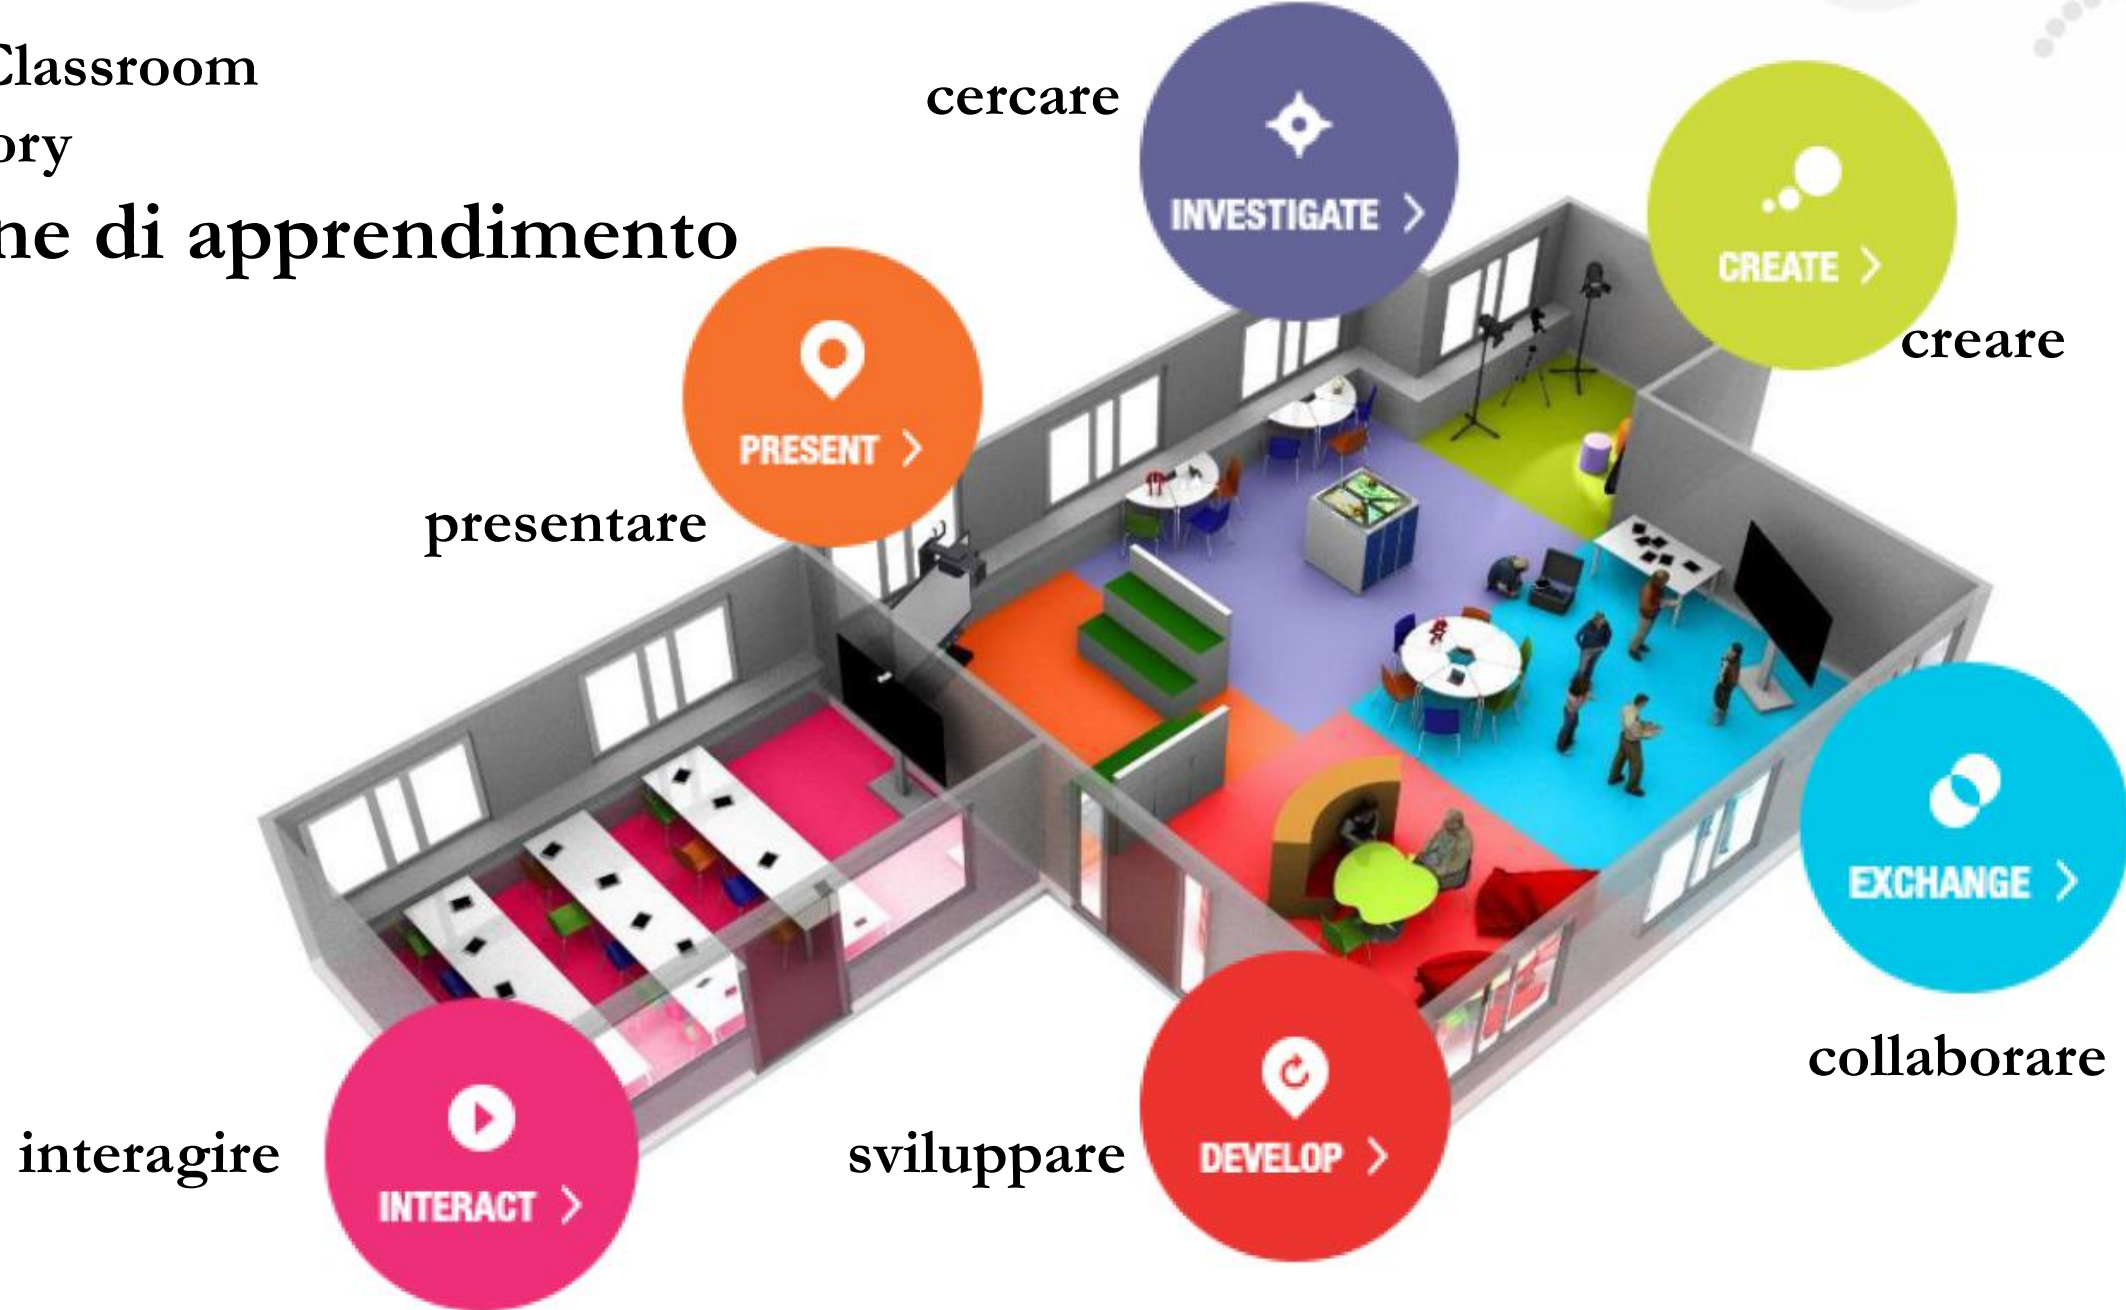 Classroom
ory
ne di apprendimento
cercare
INVESTIGATE
CREATE
creare
PRESENT
presentare
EXCHANGE
collaborare
interagire
INTERACT
sviluppare
DEVELOP